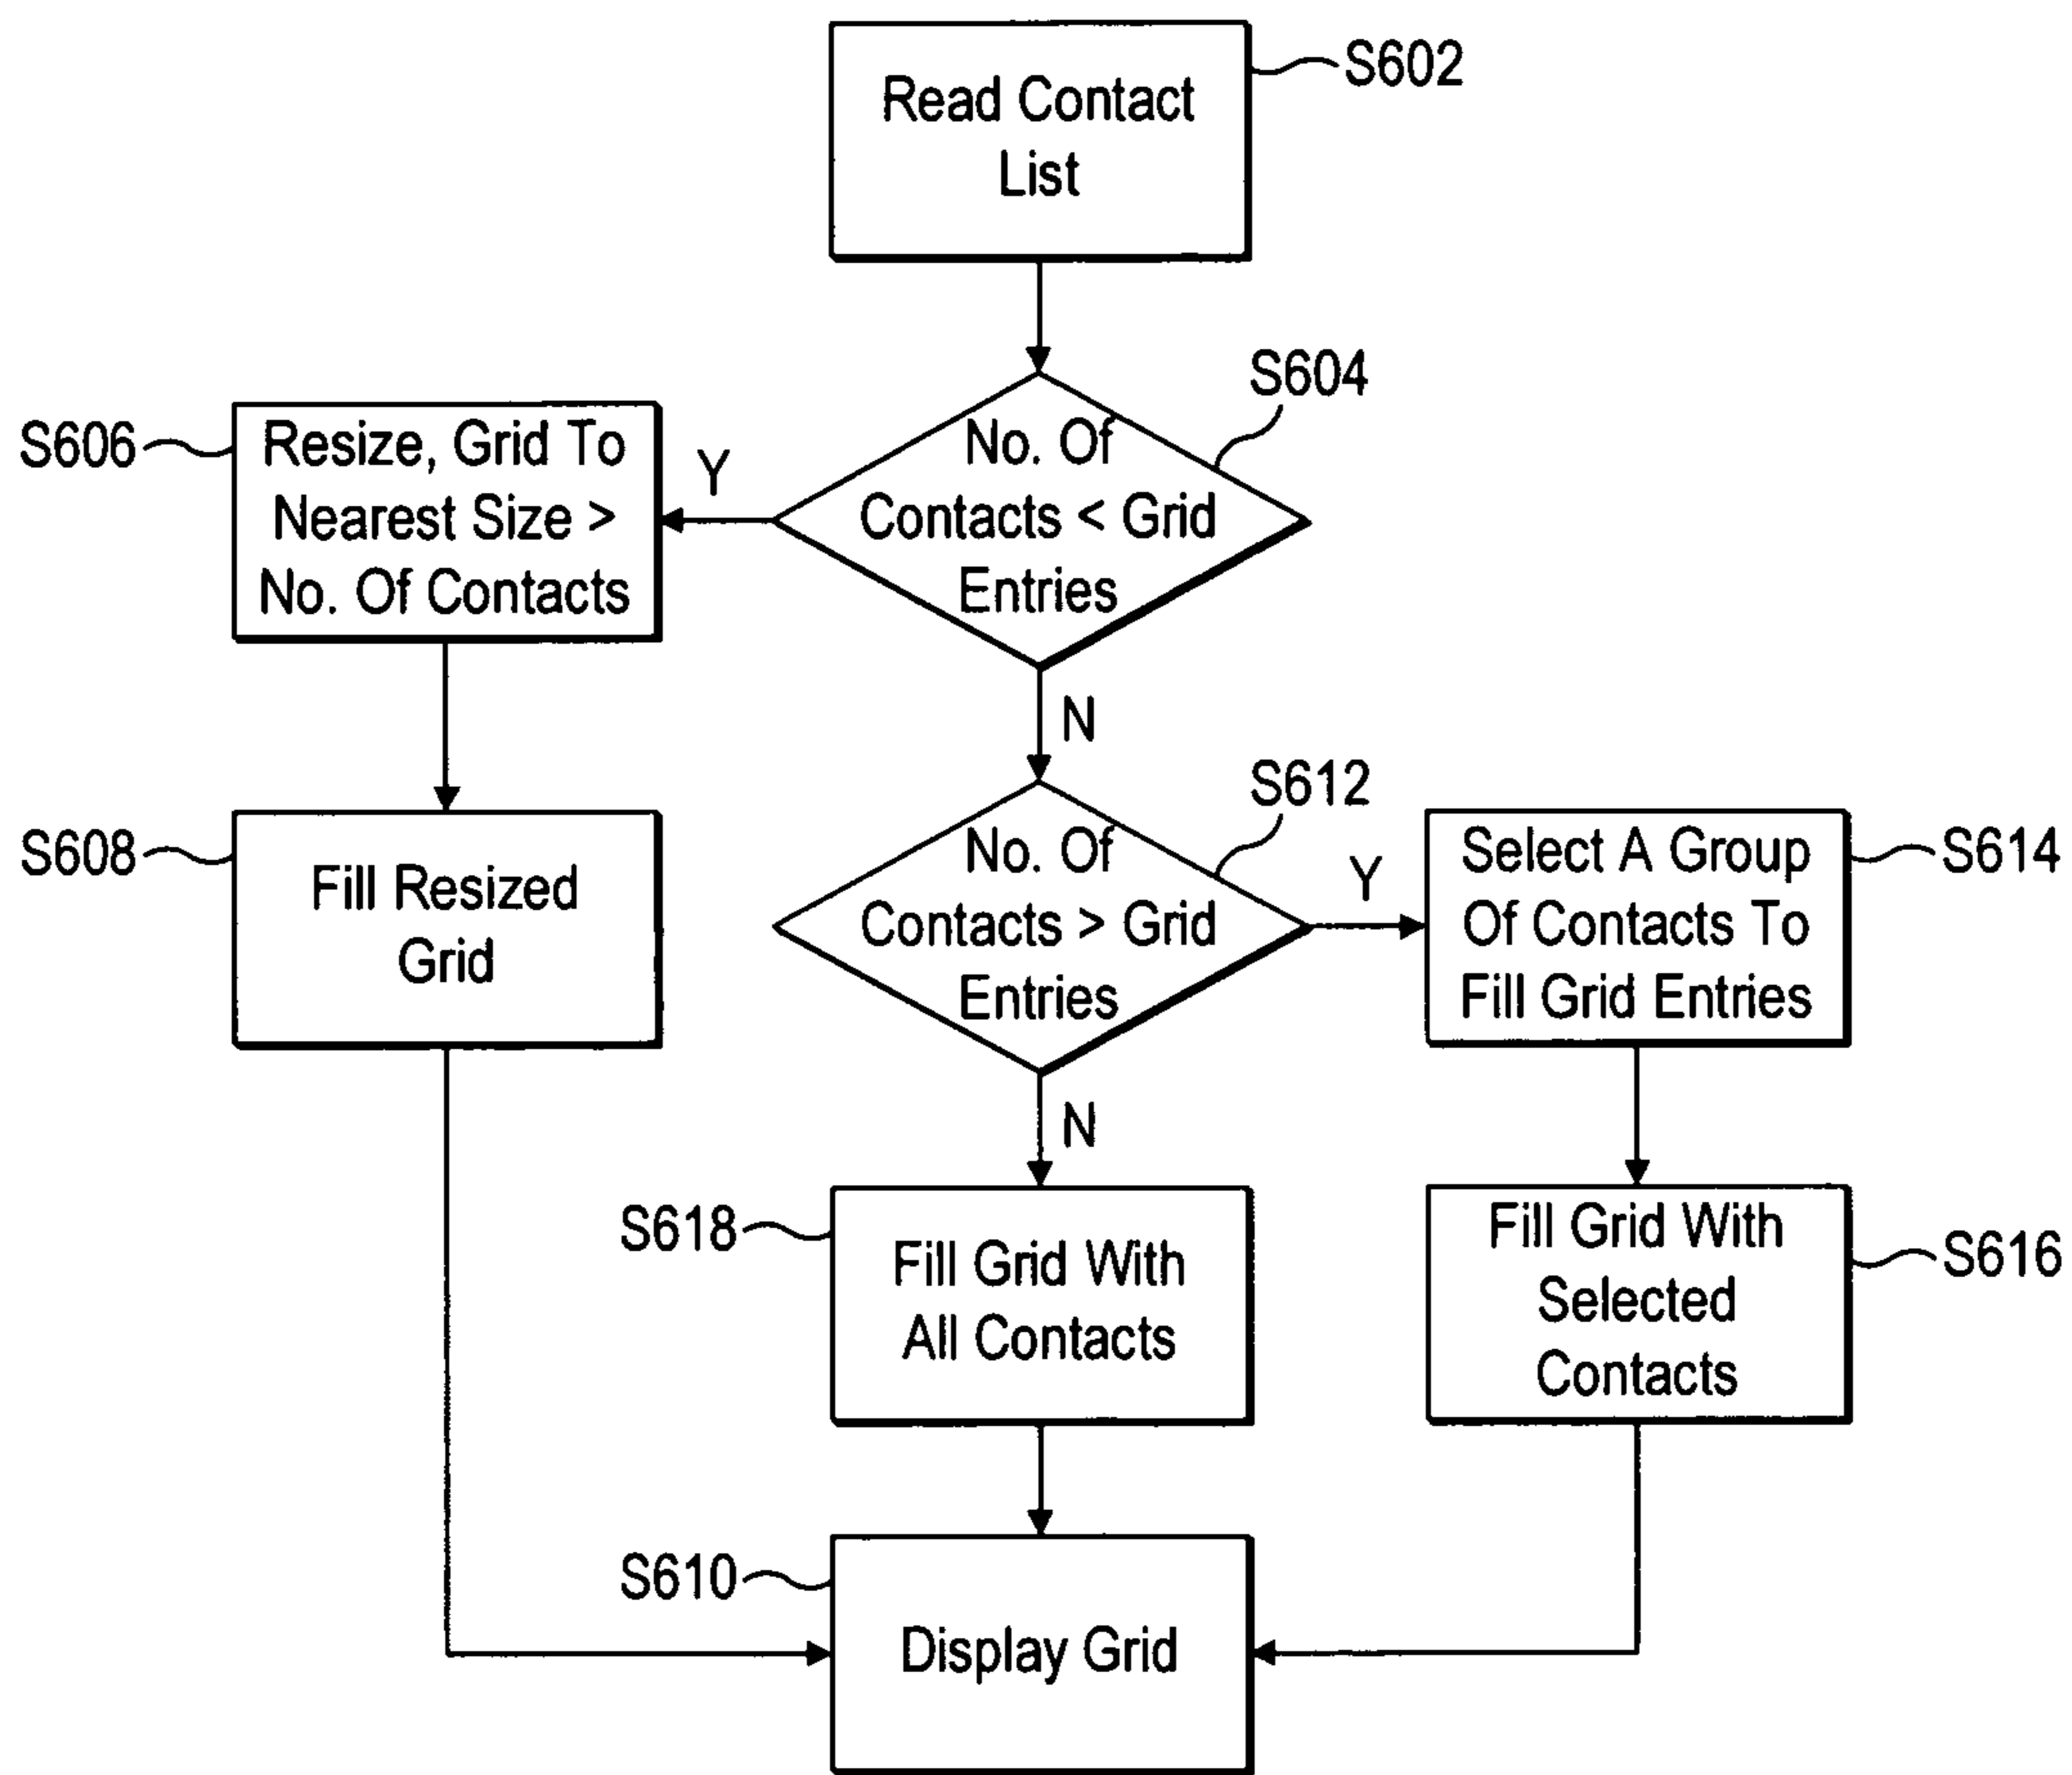 Read Contact
List
S602
S604
No. Of
Contacts < Grid
Entries
Y
S606
Resize, Grid To
Nearest Size >
No. Of Contacts
N
S608
Fill Resized
Grid
S612
No. Of
Contacts > Grid
Entries
Y
Select A Group
Of Contacts To
Fill Grid Entries
S614
N
S618
Fill Grid With
All Contacts
Fill Grid With
Selected
Contacts
S616
S610
Display Grid